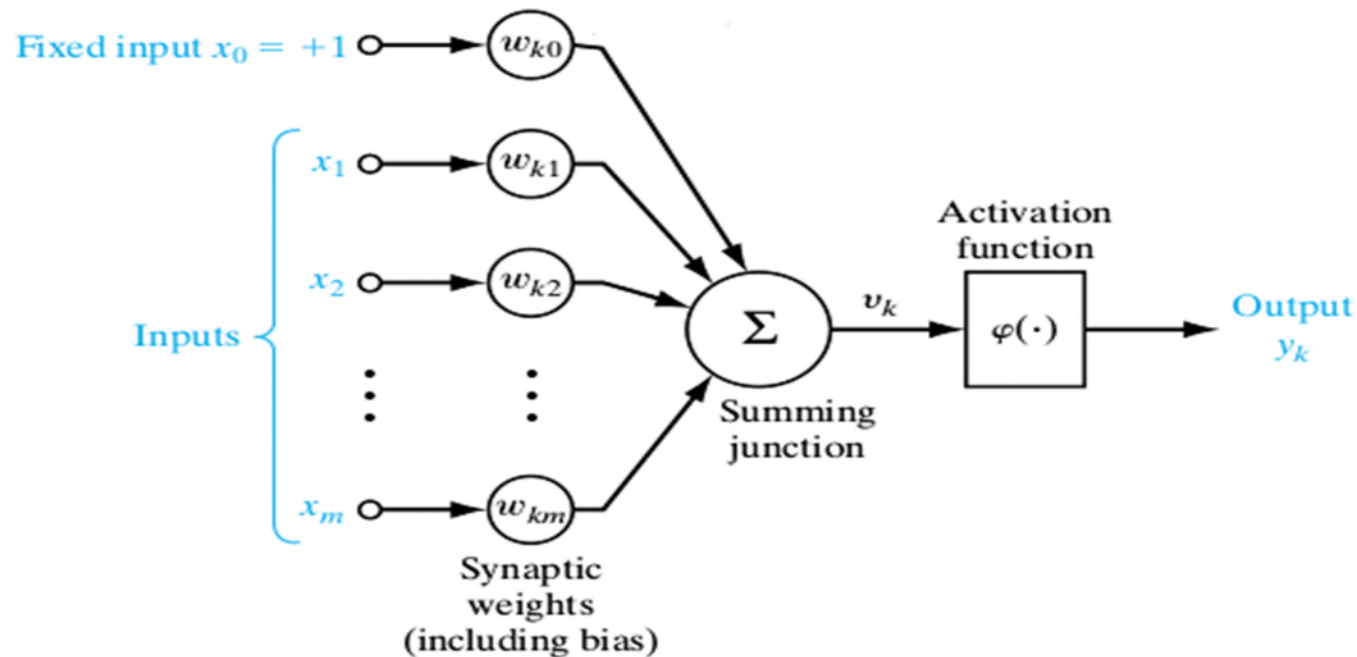 Fixed input x₀ = +1
wₖ₀
x₁
wₖ₁
x₂
wₖ₂
Inputs
Σ
vₖ
Activation
function
φ(·)
Output
yₖ
Summing
junction
xₘ
wₖₘ
Synaptic
weights
(including bias)